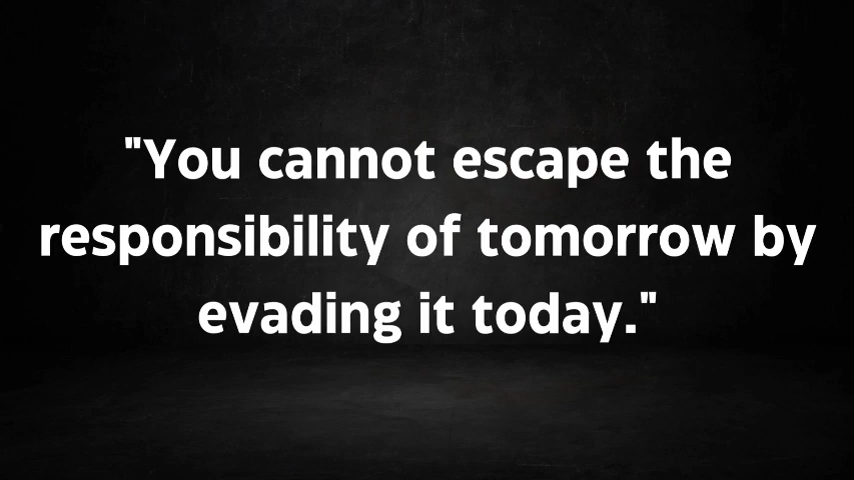 "You cannot escape the
responsibility of tomorrow by
evading it today."